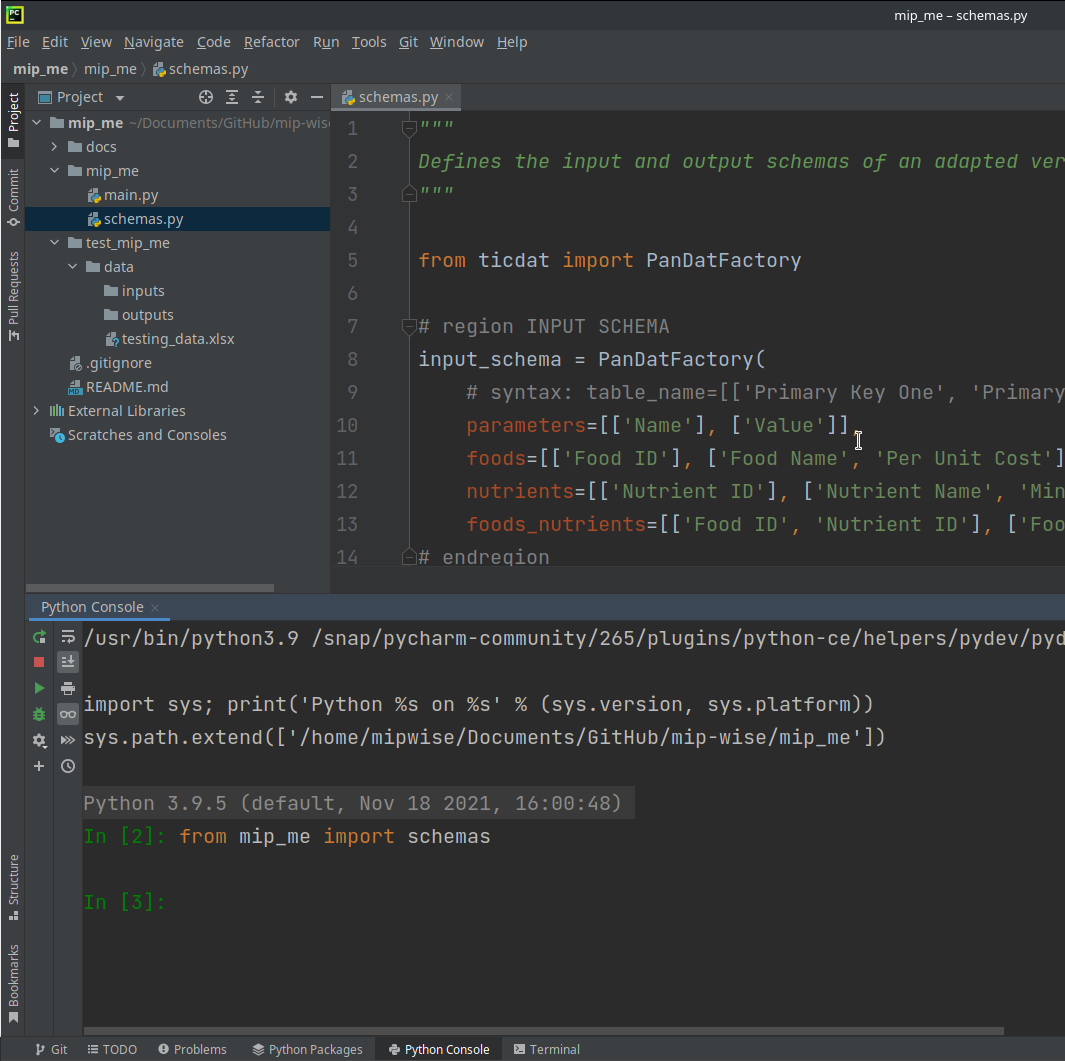 PC
mip_me – schemas.py
File Edit View Navigate Code Refactor Run Tools Git Window Help
mip_me mip_me schemas.py
Project
schemas.py
Project
Commit
Pull Requests
Structure
Bookmarks
mip_me ~/Documents/GitHub/mip-wise
docs
mip_me
main.py
schemas.py
test_mip_me
data
inputs
outputs
testing_data.xlsx
.gitignore
README.md
External Libraries
Scratches and Consoles
1 """
2 Defines the input and output schemas of an adapted ver
3 """
4
5 from ticdat import PanDatFactory
6
7 # region INPUT SCHEMA
8 input_schema = PanDatFactory(
9 # syntax: table_name=[['Primary Key One', 'Primary
10 parameters=[['Name'], ['Value']],
11 foods=[['Food ID'], ['Food Name', 'Per Unit Cost']
12 nutrients=[['Nutrient ID'], ['Nutrient Name', 'Min
13 foods_nutrients=[['Food ID', 'Nutrient ID'], ['Foo
14 # endregion
Python Console
/usr/bin/python3.9 /snap/pycharm-community/265/plugins/python-ce/helpers/pydev/pyd
import sys; print('Python %s on %s' % (sys.version, sys.platform))
sys.path.extend(['/home/mipwise/Documents/GitHub/mip-wise/mip_me'])
Python 3.9.5 (default, Nov 18 2021, 16:00:48)
In [2]: from mip_me import schemas
In [3]:
Git TODO Problems Python Packages Python Console Terminal